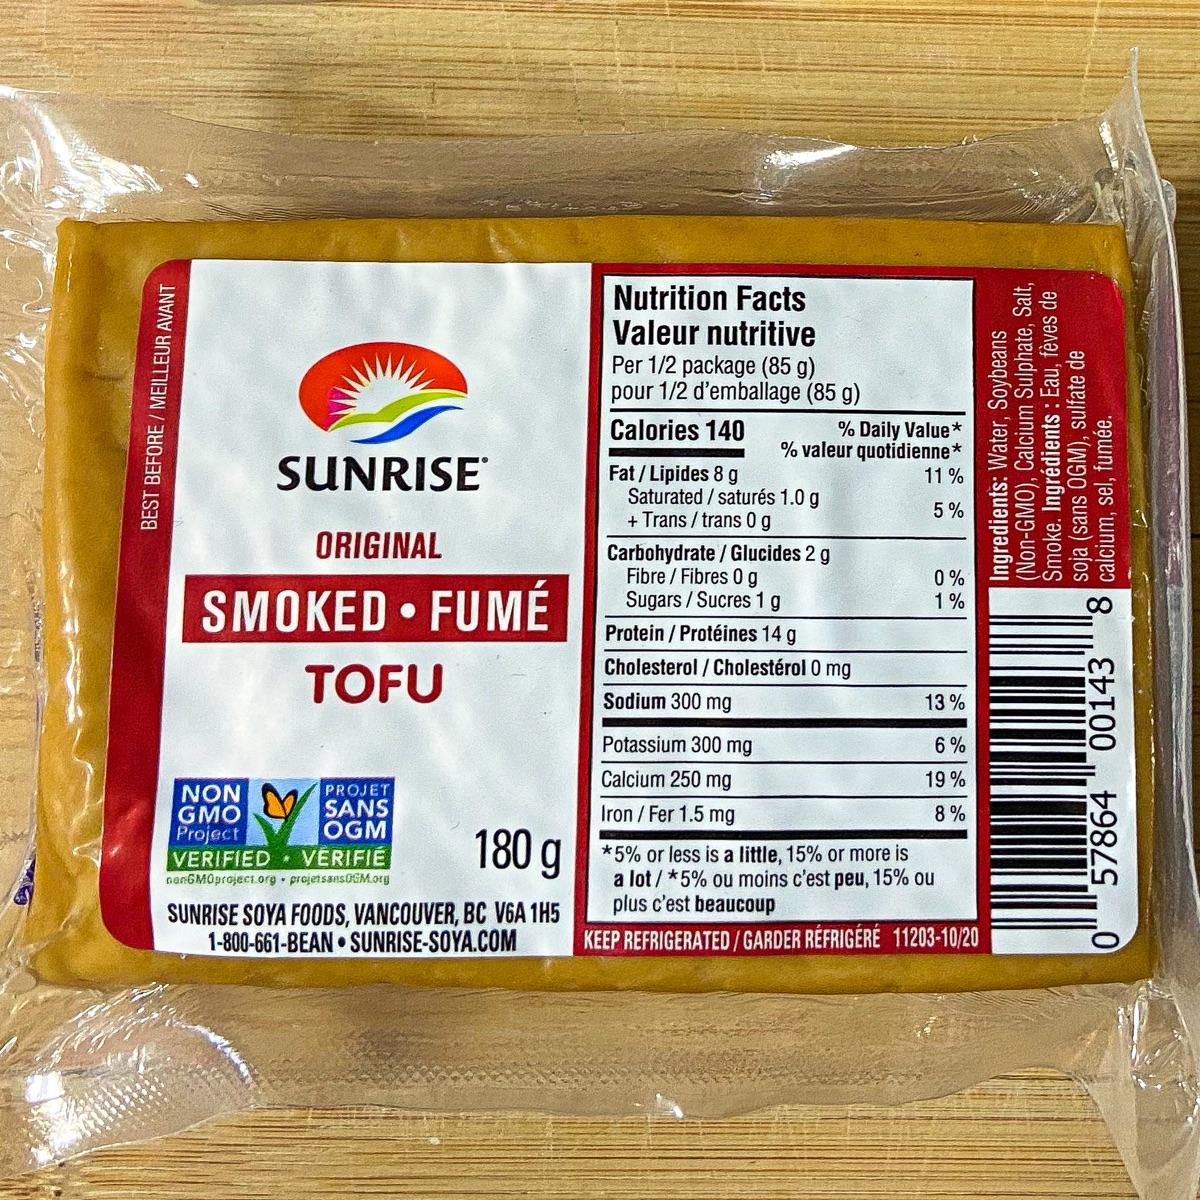 BEST BEFORE / MEILLEUR AVANT
SUNRISE®
ORIGINAL
SMOKED • FUMÉ
TOFU
NON
GMO
Project
PROJET
SANS
OGM
VERIFIED • VÉRIFIÉ
nonGMOproject.org • projetsansOGM.org
180 g
SUNRISE SOYA FOODS, VANCOUVER, BC V6A 1H5
1-800-661-BEAN • SUNRISE-SOYA.COM
Nutrition Facts
Valeur nutritive
Per 1/2 package (85 g)
pour 1/2 d'emballage (85 g)
Calories 140
% Daily Value*
% valeur quotidienne*
Fat / Lipides 8 g 11 %
Saturated / saturés 1.0 g
+ Trans / trans 0 g 5 %
Carbohydrate / Glucides 2 g
Fibre / Fibres 0 g 0 %
Sugars / Sucres 1 g 1 %
Protein / Protéines 14 g
Cholesterol / Cholestérol 0 mg
Sodium 300 mg 13 %
Potassium 300 mg 6 %
Calcium 250 mg 19 %
Iron / Fer 1.5 mg 8 %
*5% or less is a little, 15% or more is
a lot / *5% ou moins c'est peu, 15% ou
plus c'est beaucoup
KEEP REFRIGERATED / GARDER RÉFRIGÉRÉ 11203-10/20
Ingredients: Water, Soybeans
(Non-GMO), Calcium Sulphate, Salt,
Smoke. Ingrédients : Eau, fèves de
soja (sans OGM), sulfate de
calcium, sel, fumée.
0 57864 00143 8